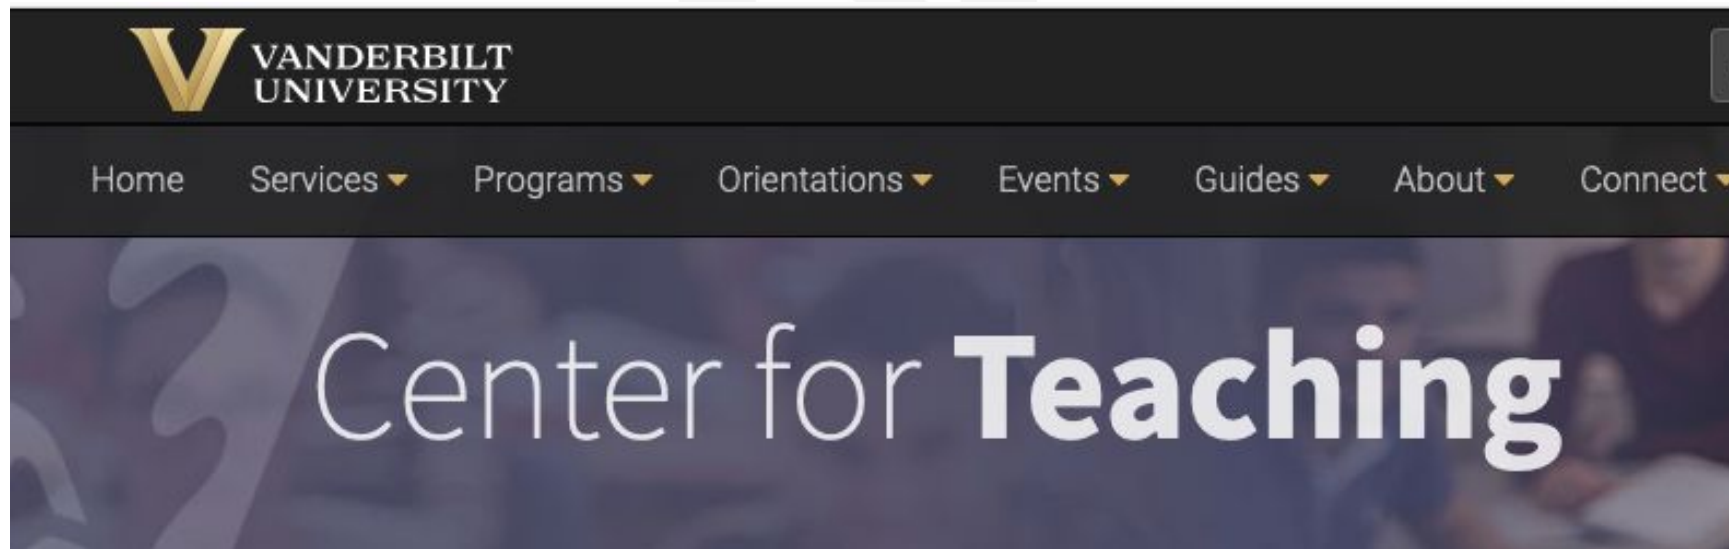 VANDERBILT
UNIVERSITY
Home Services Programs Orientations Events Guides About Connect
Center for Teaching